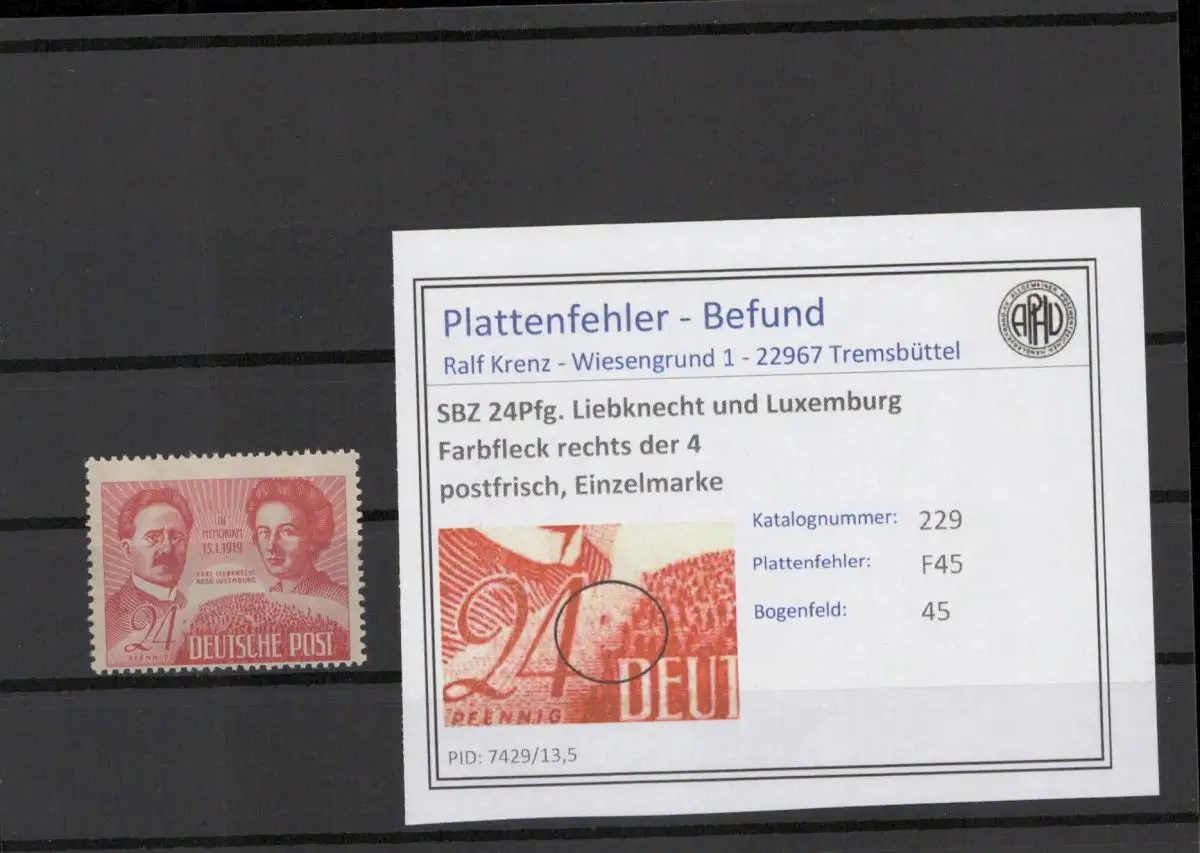 IN
MEMORIAM
15.1.1919
KARL LIEBKNECHT
ROSA LUXEMBURG
24
PFENNIG
DEUTSCHE POST
Plattenfehler - Befund
Ralf Krenz - Wiesengrund 1 - 22967 Tremsbüttel
APHV
SBZ 24Pfg. Liebknecht und Luxemburg
Farbfleck rechts der 4
postfrisch, Einzelmarke
24
PFENNIG
DEUT
Katalognummer: 229
Plattenfehler: F45
Bogenfeld: 45
PID: 7429/13,5